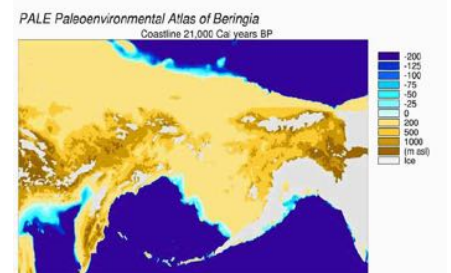 PALE Paleoenvironmental Atlas of Beringia
Coastline 21,000 Cal years BP
-200
-125
-100
-75
-50
-25
0
200
500
1000
(m asl)
Ice